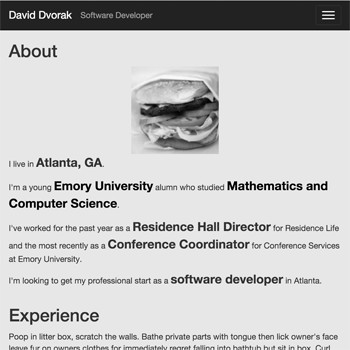 David Dvorak Software Developer
About
I live in Atlanta, GA.
I'm a young Emory University alumn who studied Mathematics and
Computer Science.
I've worked for the past year as a Residence Hall Director for Residence Life
and the most recently as a Conference Coordinator for Conference Services
at Emory University.
I'm looking to get my professional start as a software developer in Atlanta.
Experience
Poop in litter box, scratch the walls. Bathe private parts with tongue then lick owner's face
leave fur on owners clothes for immediately regret falling into bathtub but sit in box. Curl